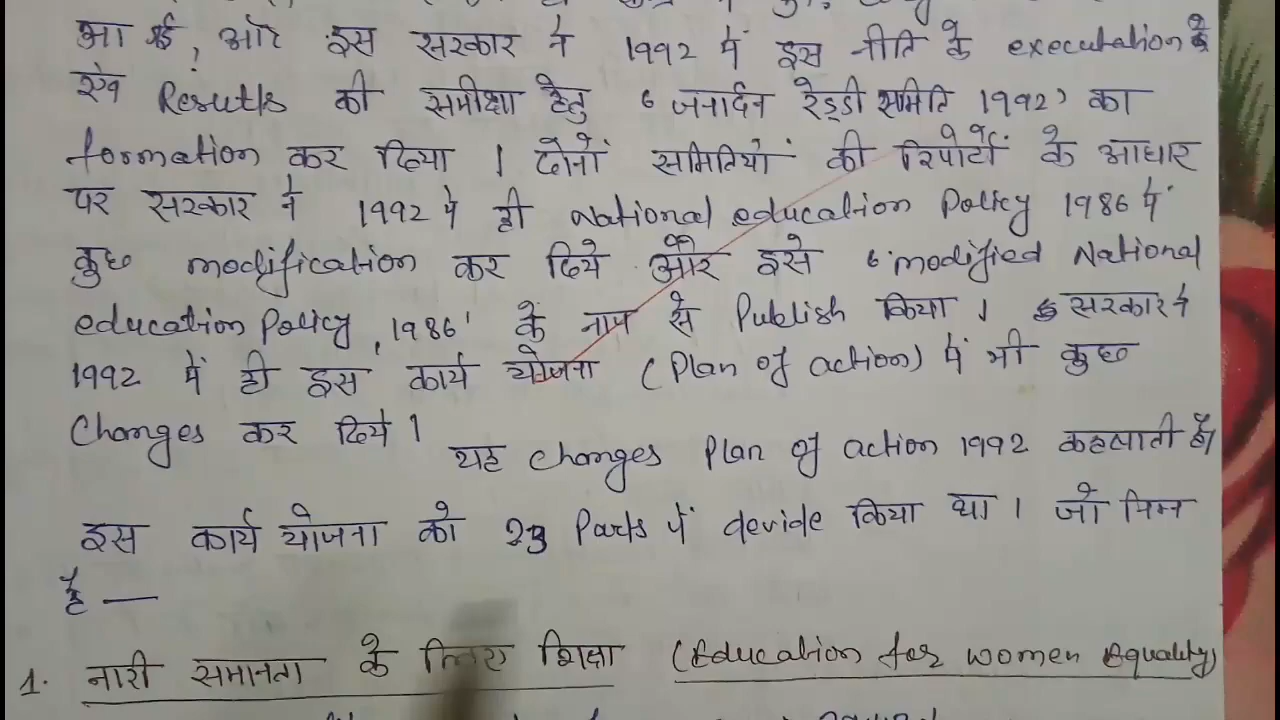 आ गई, और इस सरकार ने 1992 में इस नीति के execution के
एवं Results की समीक्षा हेतु 'जनार्दन रेड्डी समिति 1992' का
formation कर दिया । दोनों समितियों की रिपोर्टों के आधार
पर सरकार ने 1992 में ही National education Policy 1986 में
कुछ modification कर दिये और इसे 'modified National
education Policy, 1986' के नाम से Publish किया । सरकार ने
1992 में ही इस कार्य योजना (Plan of action) में भी कुछ
Changes कर दिये ।
यह changes Plan of action 1992 कहलाती है।
इस कार्य योजना को 23 Parts में devide किया था । जो निम्न
है —
1. नारी समानता के लिए शिक्षा (Education for women Equality)